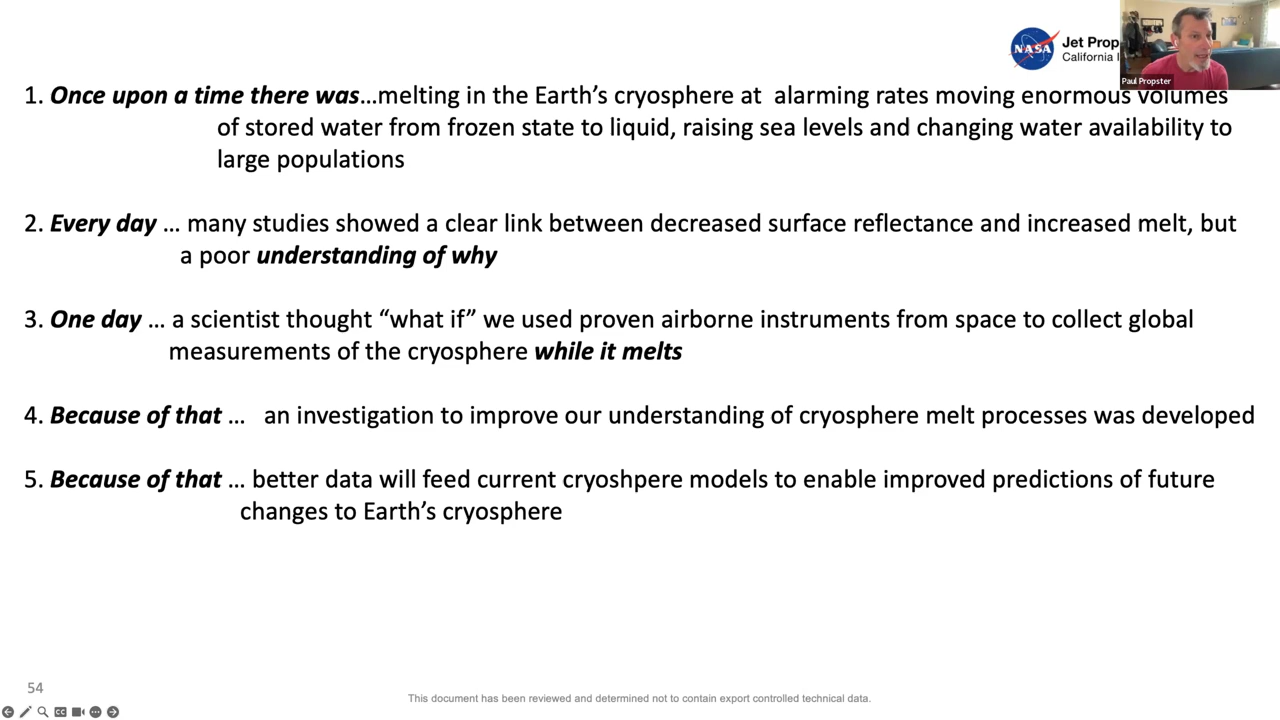 NASA
Jet Prop
California I
Paul Propster
1. Once upon a time there was…melting in the Earth’s cryosphere at  alarming rates moving enormous volumes
of stored water from frozen state to liquid, raising sea levels and changing water availability to
large populations
2. Every day … many studies showed a clear link between decreased surface reflectance and increased melt, but
a poor understanding of why
3. One day … a scientist thought “what if” we used proven airborne instruments from space to collect global
measurements of the cryosphere while it melts
4. Because of that …   an investigation to improve our understanding of cryosphere melt processes was developed
5. Because of that … better data will feed current cryoshpere models to enable improved predictions of future
changes to Earth’s cryosphere
54
This document has been reviewed and determined not to contain export controlled technical data.
CC